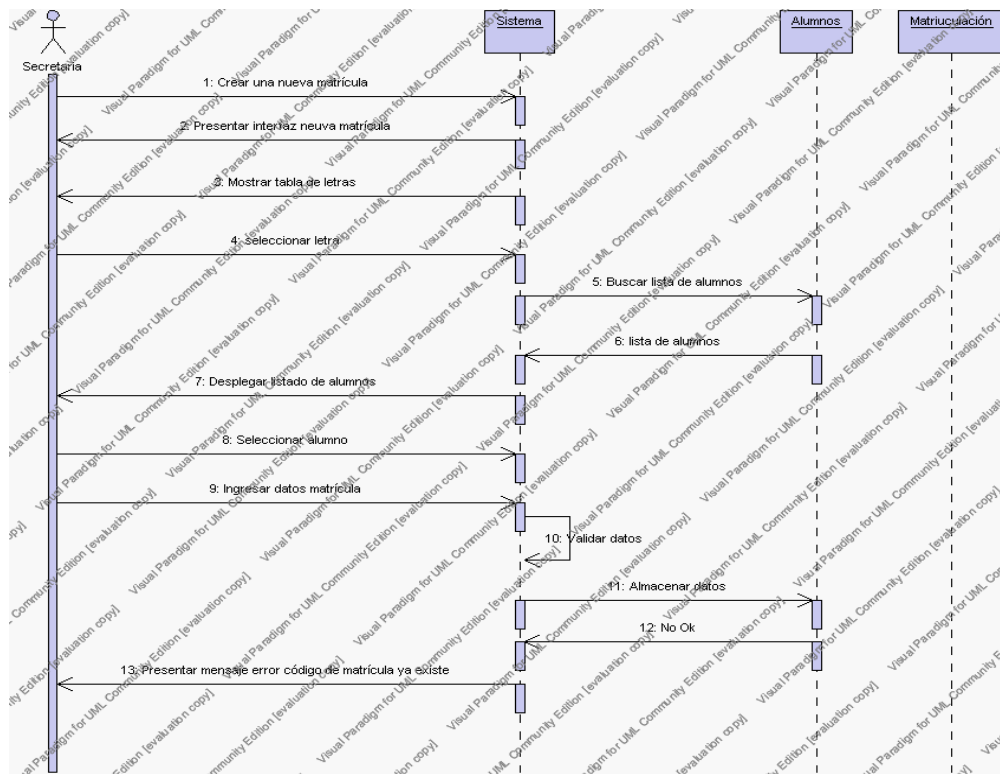 Secretaria
Sistema
Alumnos
Matriuculación
1: Crear una nueva matrícula
2: Presentar interfaz neuva matrícula
3: Mostrar tabla de letras
4: seleccionar letra
5: Buscar lista de alumnos
6: lista de alumnos
7: Desplegar listado de alumnos
8: Seleccionar alumno
9: Ingresar datos matrícula
10: Validar datos
11: Almacenar datos
12: No Ok
13: Presentar mensaje error código de matrícula ya existe
Visual Paradigm for UML Community Edition [evaluation copy]